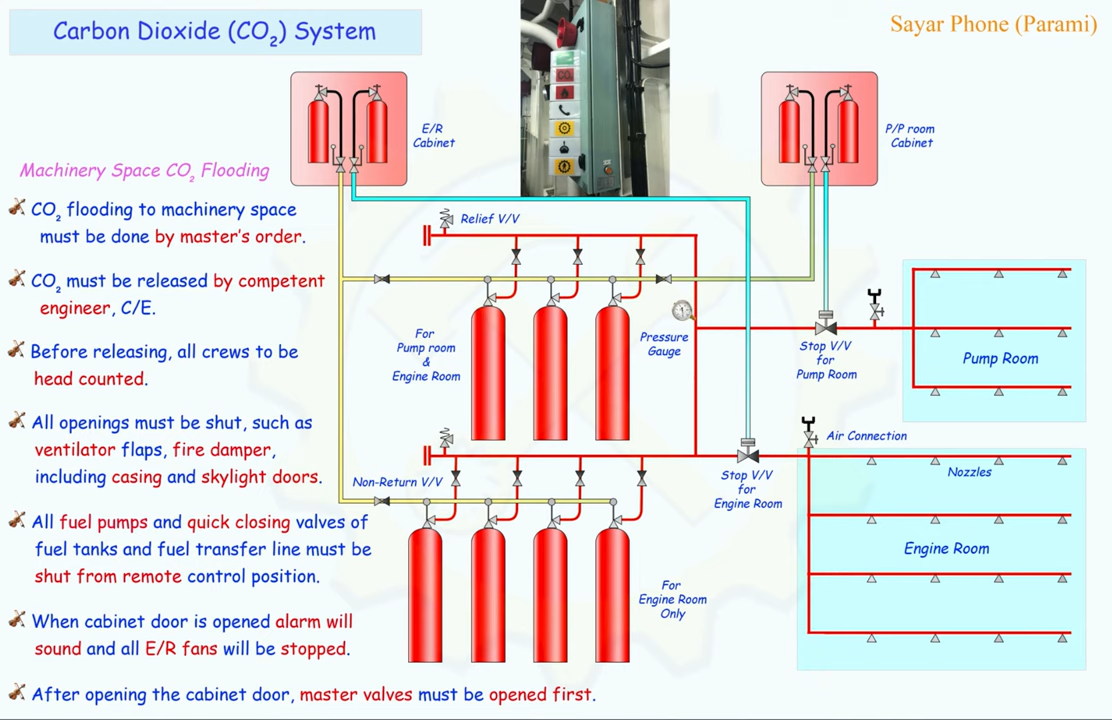 Carbon Dioxide (CO₂) System
Sayar Phone (Parami)
E/R
Cabinet
CO₂
P/P room
Cabinet
Machinery Space CO₂ Flooding
CO₂ flooding to machinery space
must be done by master's order.
CO₂ must be released by competent
engineer, C/E.
Before releasing, all crews to be
head counted.
All openings must be shut, such as
ventilator flaps, fire damper,
including casing and skylight doors.
All fuel pumps and quick closing valves of
fuel tanks and fuel transfer line must be
shut from remote control position.
When cabinet door is opened alarm will
sound and all E/R fans will be stopped.
After opening the cabinet door, master valves must be opened first.
Relief V/V
For
Pump room
&
Engine Room
Pressure
Gauge
Stop V/V
for
Pump Room
Pump Room
Air Connection
Non-Return V/V
Stop V/V
for
Engine Room
Nozzles
Engine Room
For
Engine Room
Only